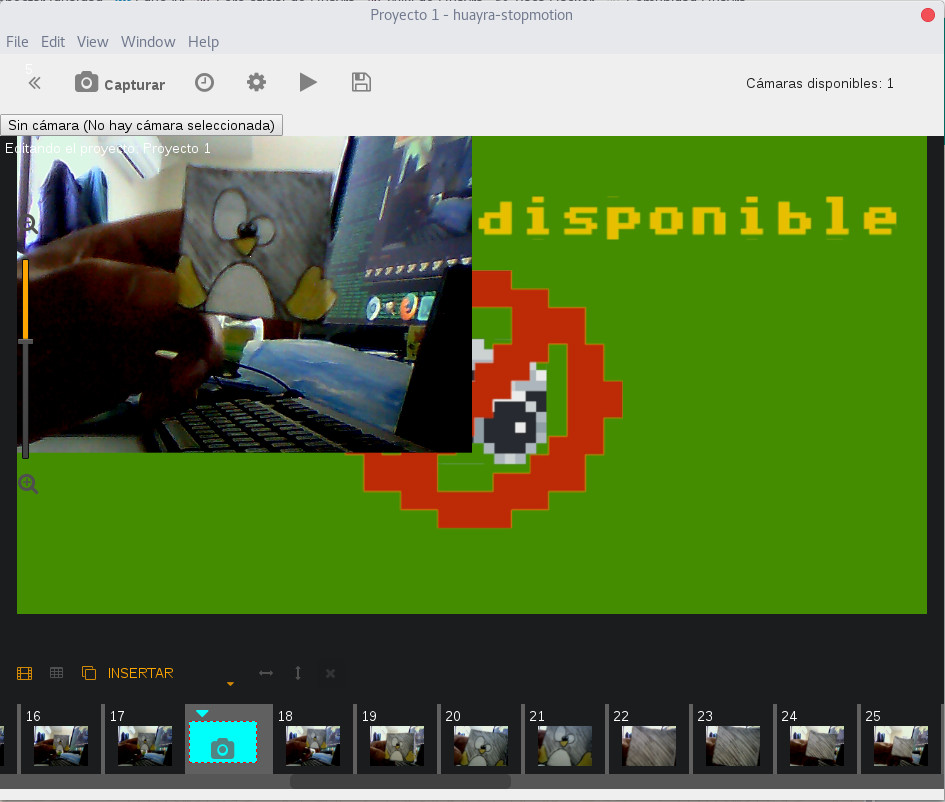 Proyecto 1 - huayra-stopmotion
File Edit View Window Help
5
Capturar
Cámaras disponibles: 1
Sin cámara (No hay cámara seleccionada)
Editando el proyecto: Proyecto 1
disponible
INSERTAR
16 17 18 19 20 21 22 23 24 25